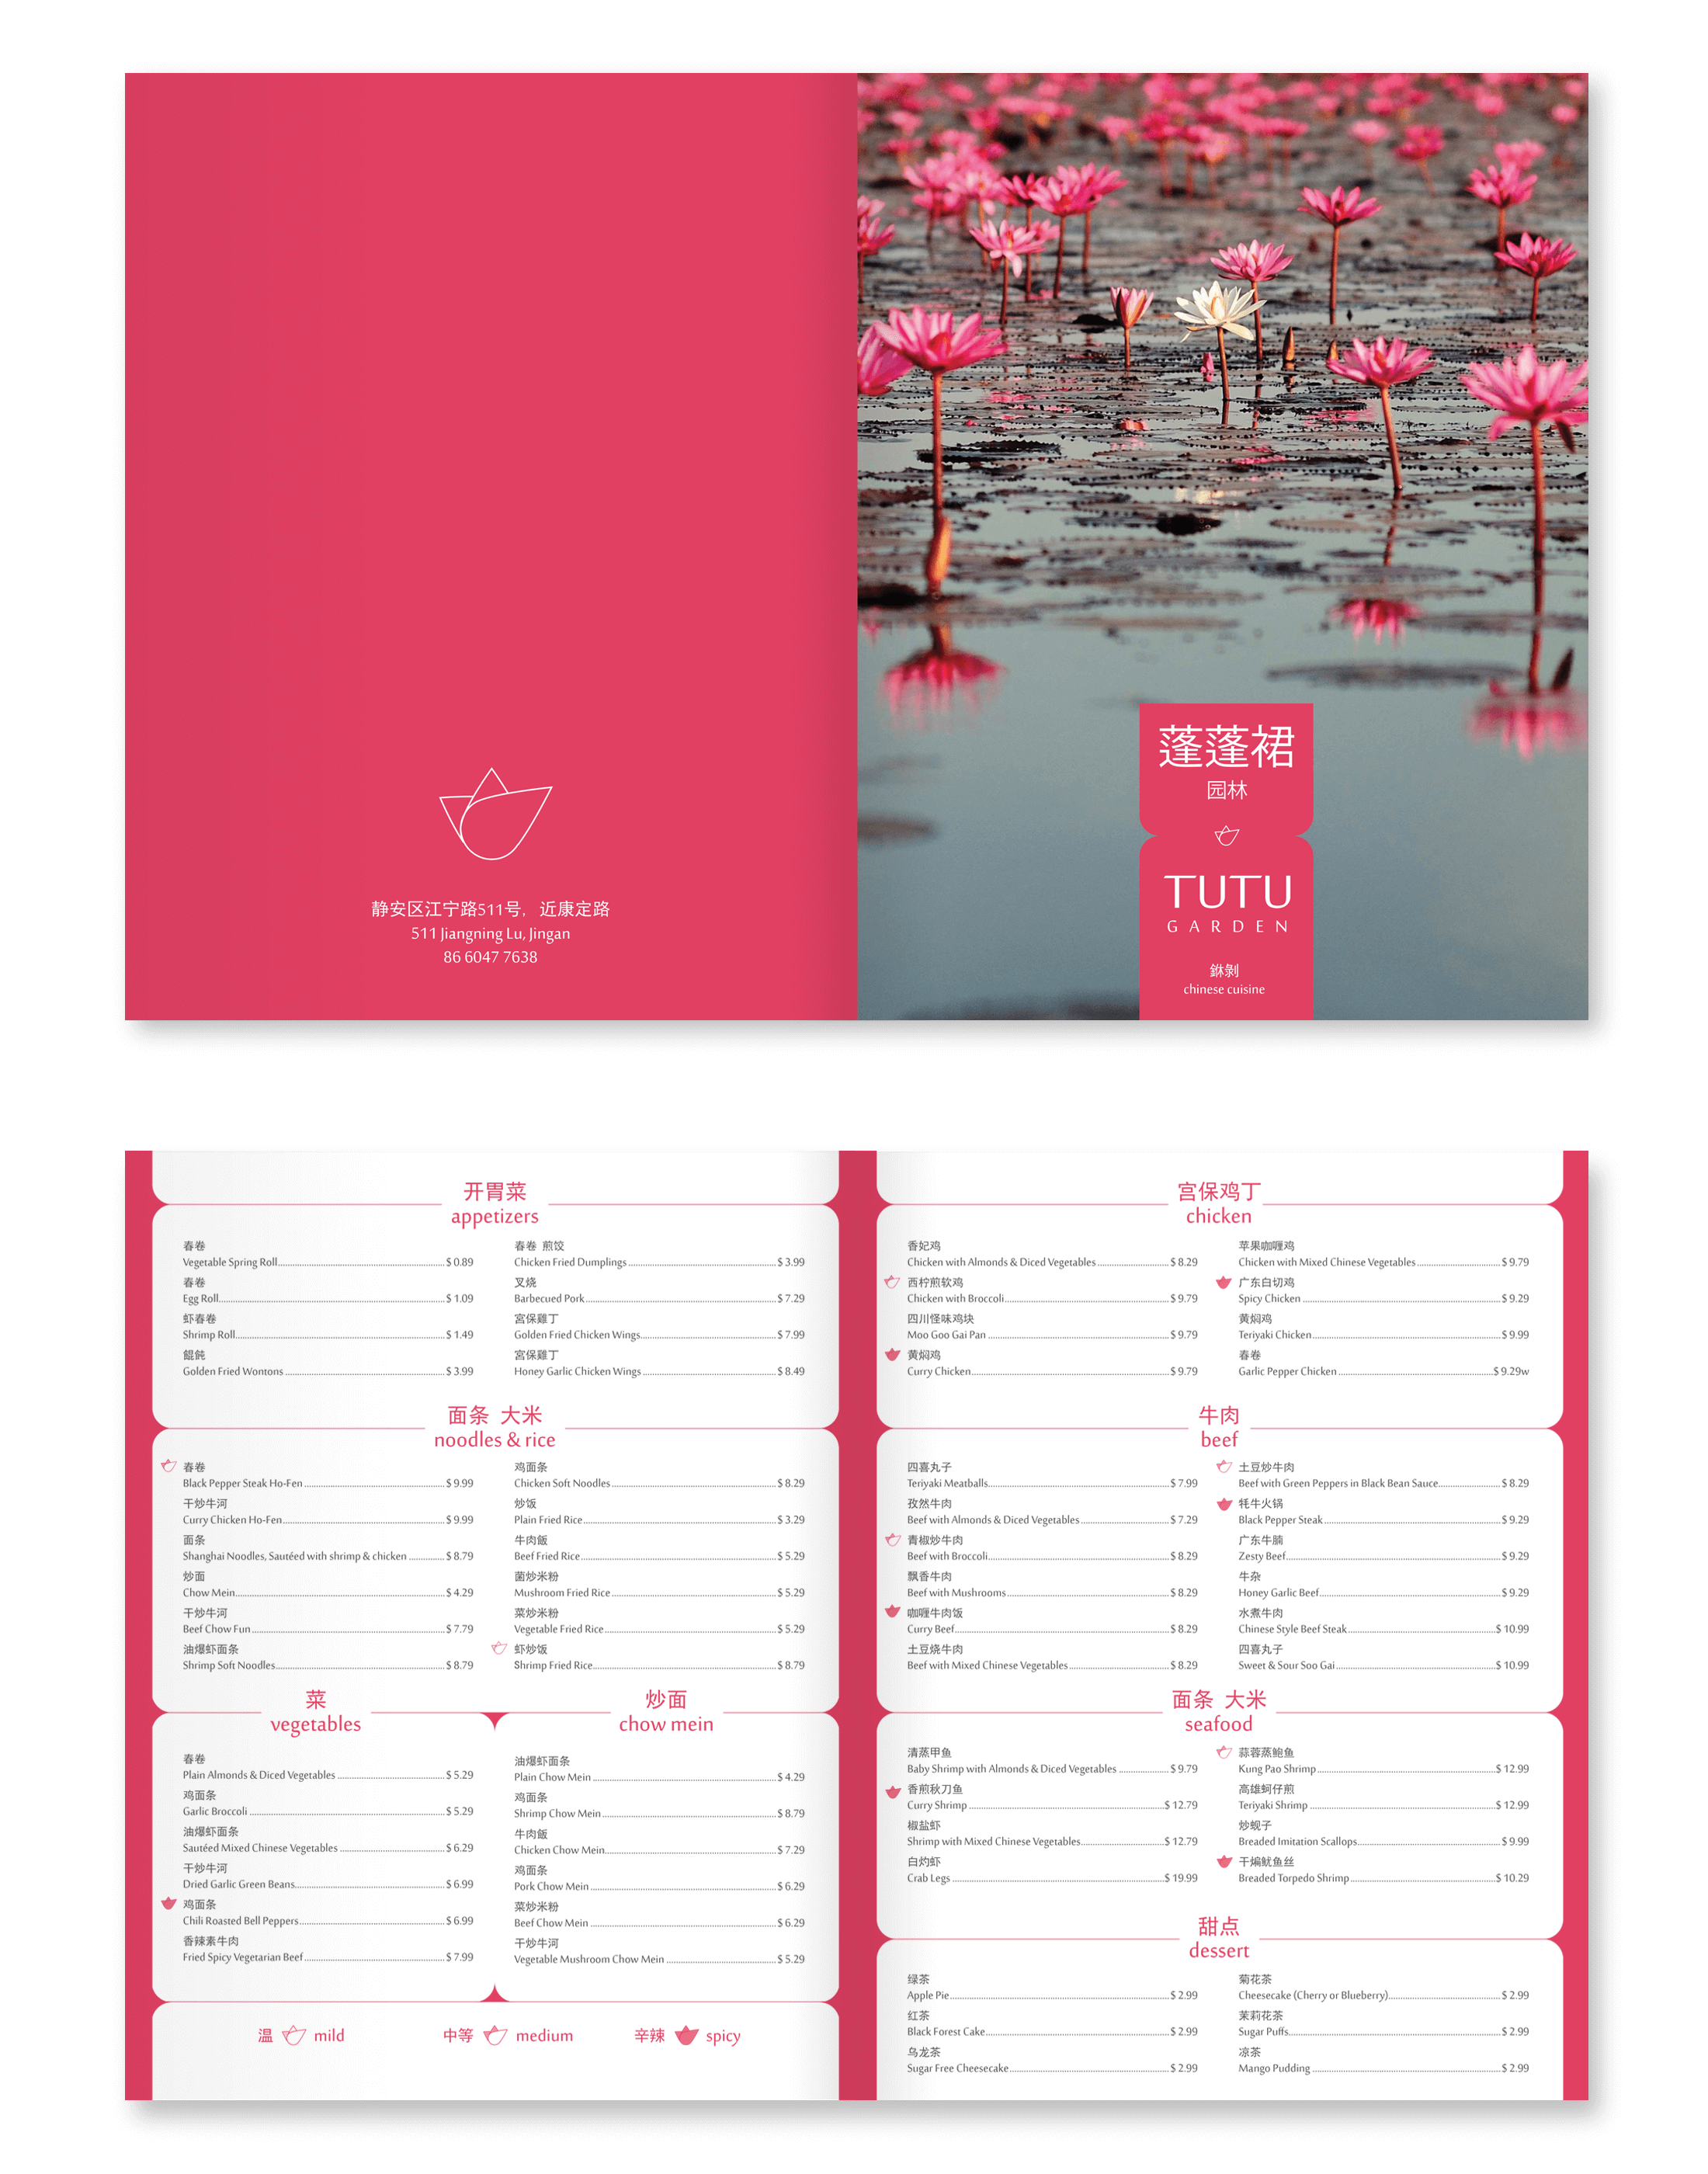 静安区江宁路511号，近康定路
511 Jiangning Lu, Jingan
86 6047 7638
蓬蓬裙
园林
TUTU
GARDEN
chinese cuisine
开胃菜
appetizers
春卷
Vegetable Spring Roll $ 0.89
春卷
Egg Roll $ 1.09
虾春卷
Shrimp Roll $ 1.49
餛飩
Golden Fried Wontons $ 3.99
春卷 煎饺
Chicken Fried Dumplings $ 3.99
叉烧
Barbecued Pork $ 7.29
宮保雞丁
Golden Fried Chicken Wings $ 7.99
宮保雞丁
Honey Garlic Chicken Wings $ 8.49
面条 大米
noodles & rice
春卷
Black Pepper Steak Ho-Fen $ 9.99
干炒牛河
Curry Chicken Ho-Fen $ 9.99
面条
Shanghai Noodles, Sautéed with shrimp & chicken $ 8.79
炒面
Chow Mein $ 4.29
干炒牛河
Beef Chow Fun $ 7.79
油爆虾面条
Shrimp Soft Noodles $ 8.79
鸡面条
Chicken Soft Noodles $ 8.29
炒饭
Plain Fried Rice $ 3.29
牛肉飯
Beef Fried Rice $ 5.29
菌炒米粉
Mushroom Fried Rice $ 5.29
菜炒米粉
Vegetable Fried Rice $ 5.29
虾炒饭
Shrimp Fried Rice $ 8.79
菜
vegetables
春卷
Plain Almonds & Diced Vegetables $ 5.29
鸡面条
Garlic Broccoli $ 5.29
油爆虾面条
Sautéed Mixed Chinese Vegetables $ 6.29
干炒牛河
Dried Garlic Green Beans $ 6.99
鸡面条
Chili Roasted Bell Peppers $ 6.99
香辣素牛肉
Fried Spicy Vegetarian Beef $ 7.99
炒面
chow mein
油爆虾面条
Plain Chow Mein $ 4.29
鸡面条
Shrimp Chow Mein $ 8.79
牛肉飯
Chicken Chow Mein $ 7.29
鸡面条
Pork Chow Mein $ 6.29
菜炒米粉
Beef Chow Mein $ 6.29
干炒牛河
Vegetable Mushroom Chow Mein $ 5.29
温 mild
中等 medium
辛辣 spicy
宫保鸡丁
chicken
香妃鸡
Chicken with Almonds & Diced Vegetables $ 8.29
西柠煎软鸡
Chicken with Broccoli $ 9.79
四川怪味鸡块
Moo Goo Gai Pan $ 9.79
黄焖鸡
Curry Chicken $ 9.79
苹果咖喱鸡
Chicken with Mixed Chinese Vegetables $ 9.79
广东白切鸡
Spicy Chicken $ 9.29
黄焖鸡
Teriyaki Chicken $ 9.99
春卷
Garlic Pepper Chicken $ 9.29w
牛肉
beef
四喜丸子
Teriyaki Meatballs $ 7.99
孜然牛肉
Beef with Almonds & Diced Vegetables $ 7.29
青椒炒牛肉
Beef with Broccoli $ 8.29
飘香牛肉
Beef with Mushrooms $ 8.29
咖喱牛肉饭
Curry Beef $ 8.29
土豆烧牛肉
Beef with Mixed Chinese Vegetables $ 8.29
土豆炒牛肉
Beef with Green Peppers in Black Bean Sauce $ 8.29
牦牛火锅
Black Pepper Steak $ 9.29
广东牛腩
Zesty Beef $ 9.29
牛杂
Honey Garlic Beef $ 9.29
水煮牛肉
Chinese Style Beef Steak $ 10.99
四喜丸子
Sweet & Sour Soo Gai $ 10.99
面条 大米
seafood
清蒸甲鱼
Baby Shrimp with Almonds & Diced Vegetables $ 9.79
香煎秋刀鱼
Curry Shrimp $ 12.79
椒盐虾
Shrimp with Mixed Chinese Vegetables $ 12.79
白灼虾
Crab Legs $ 19.99
蒜蓉蒸鲍鱼
Kung Pao Shrimp $ 12.99
高雄蚵仔煎
Teriyaki Shrimp $ 12.99
炒蚬子
Breaded Imitation Scallops $ 9.99
干煸鱿鱼丝
Breaded Torpedo Shrimp $ 10.29
甜点
dessert
绿茶
Apple Pie $ 2.99
红茶
Black Forest Cake $ 2.99
乌龙茶
Sugar Free Cheesecake $ 2.99
菊花茶
Cheesecake (Cherry or Blueberry) $ 2.99
茉莉花茶
Sugar Puffs $ 2.99
凉茶
Mango Pudding $ 2.99